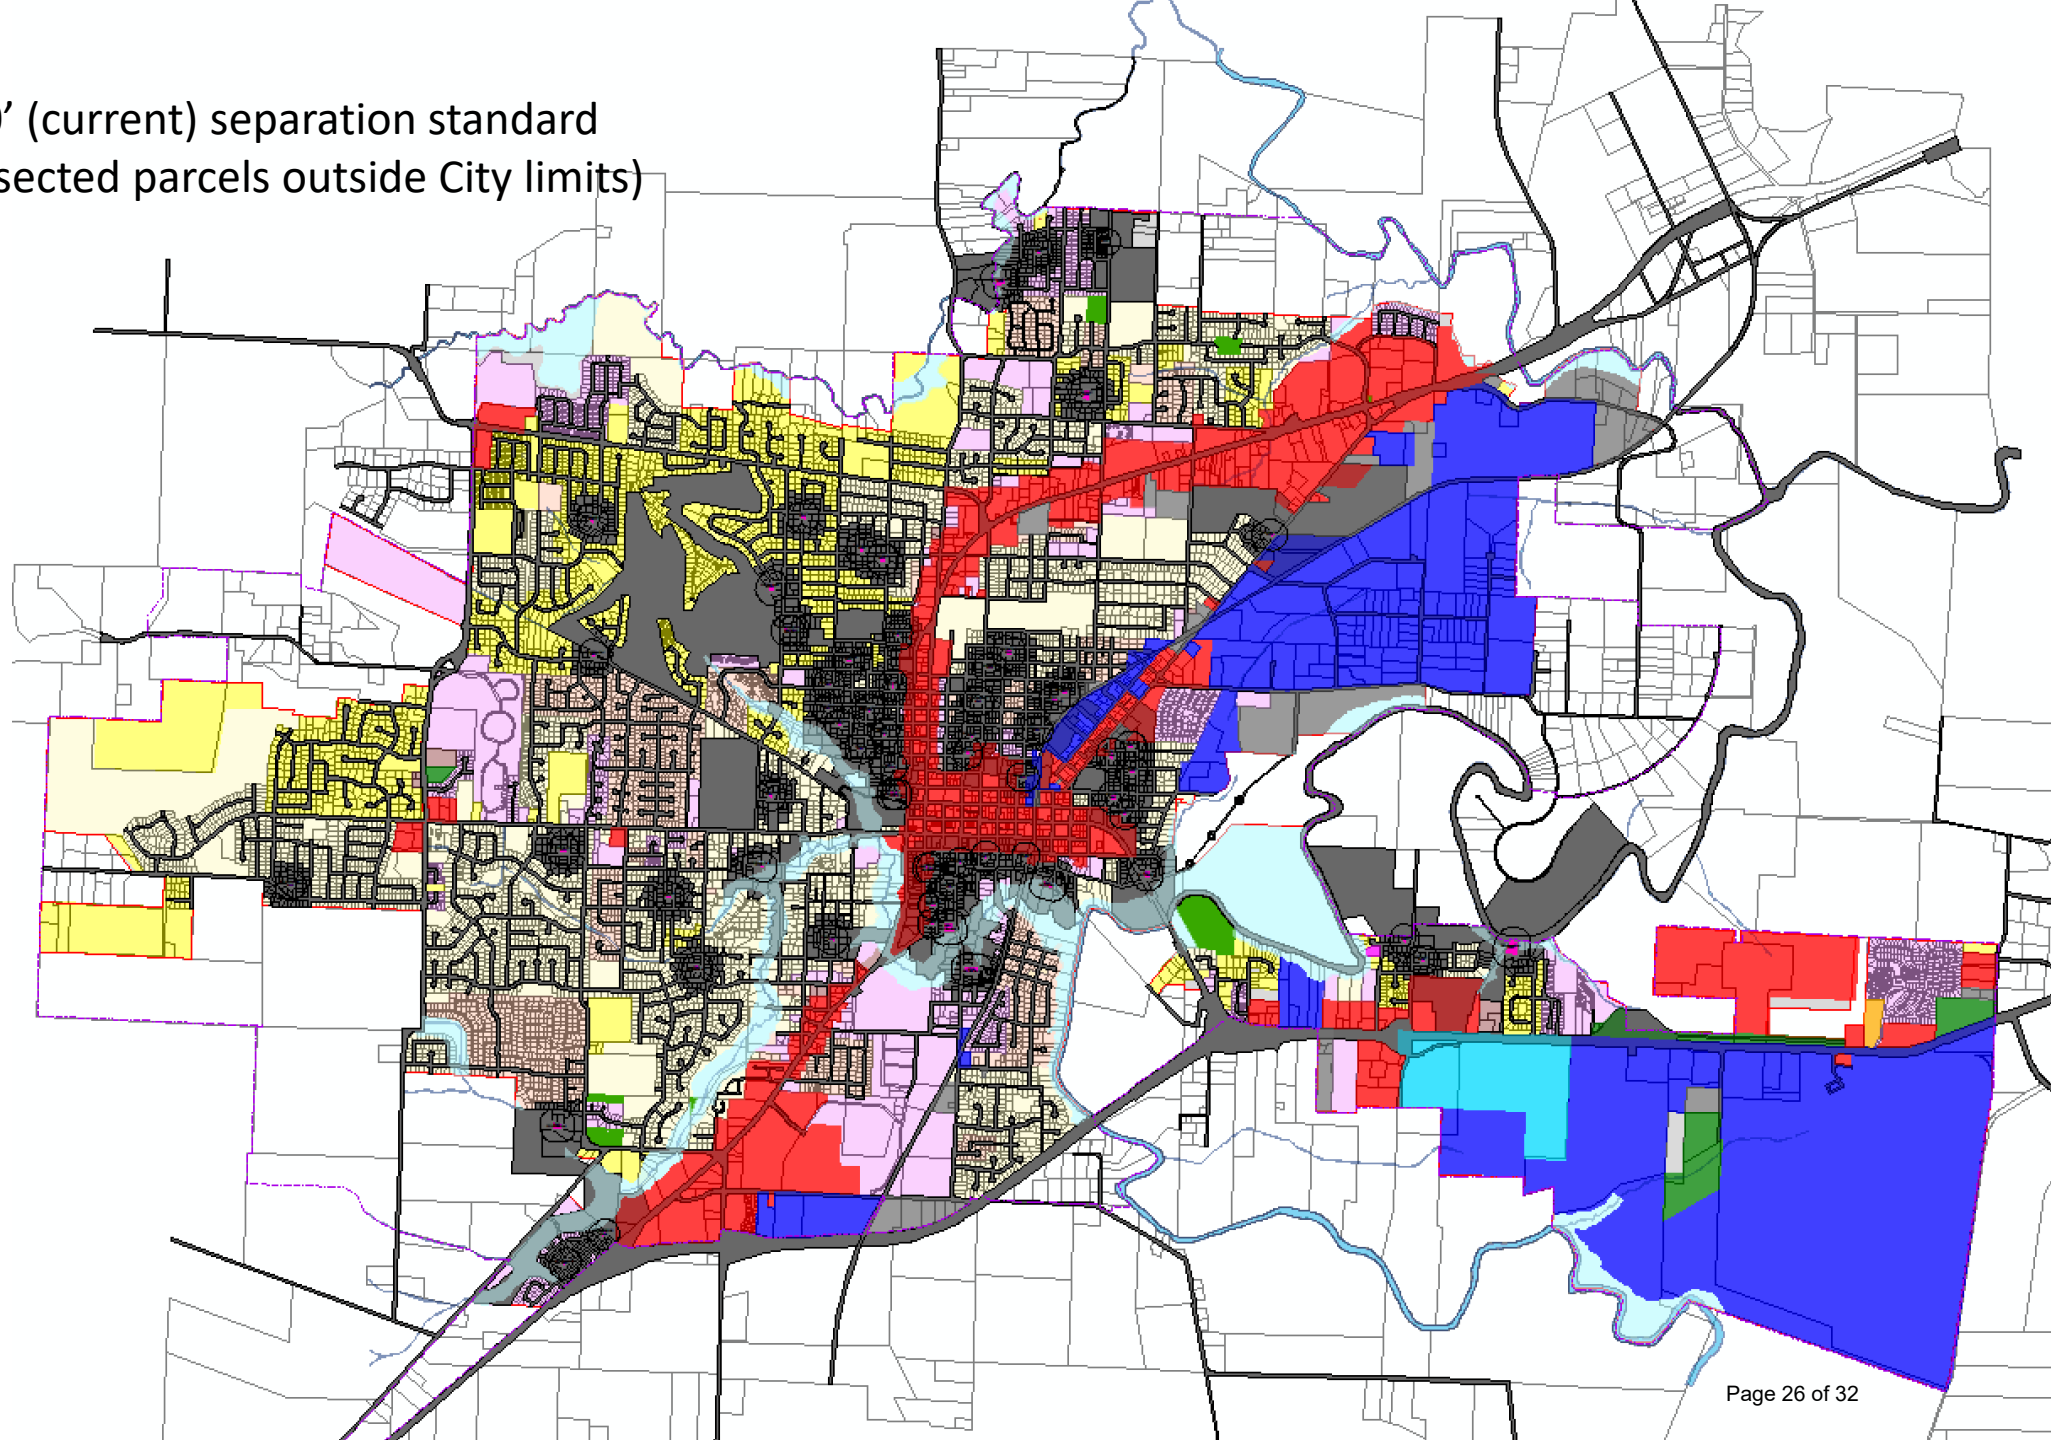 ’ (current) separation standard
sected parcels outside City limits)
Page 26 of 32